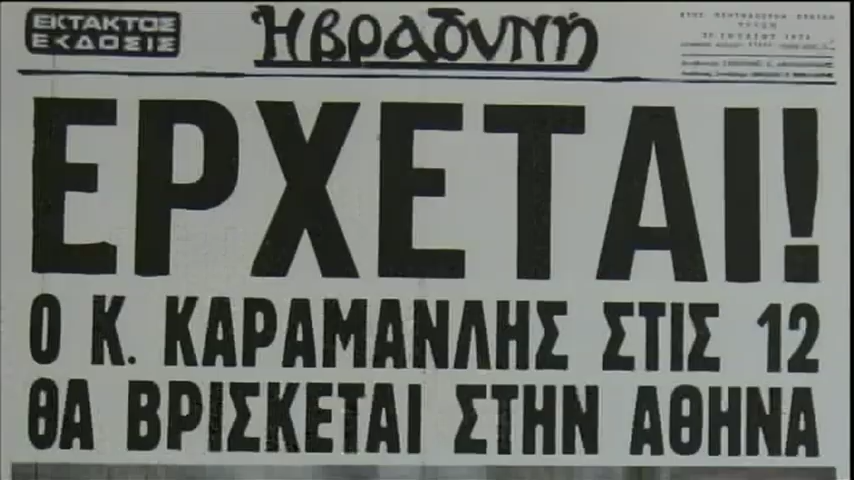 ΕΚΤΑΚΤΟΣ
ΕΚΔΟΣΙΣ
Ἡ βραδυνή
ΕΡΧΕΤΑΙ!
Ο Κ. ΚΑΡΑΜΑΝΛΗΣ ΣΤΙΣ 12
ΘΑ ΒΡΙΣΚΕΤΑΙ ΣΤΗΝ ΑΘΗΝΑ